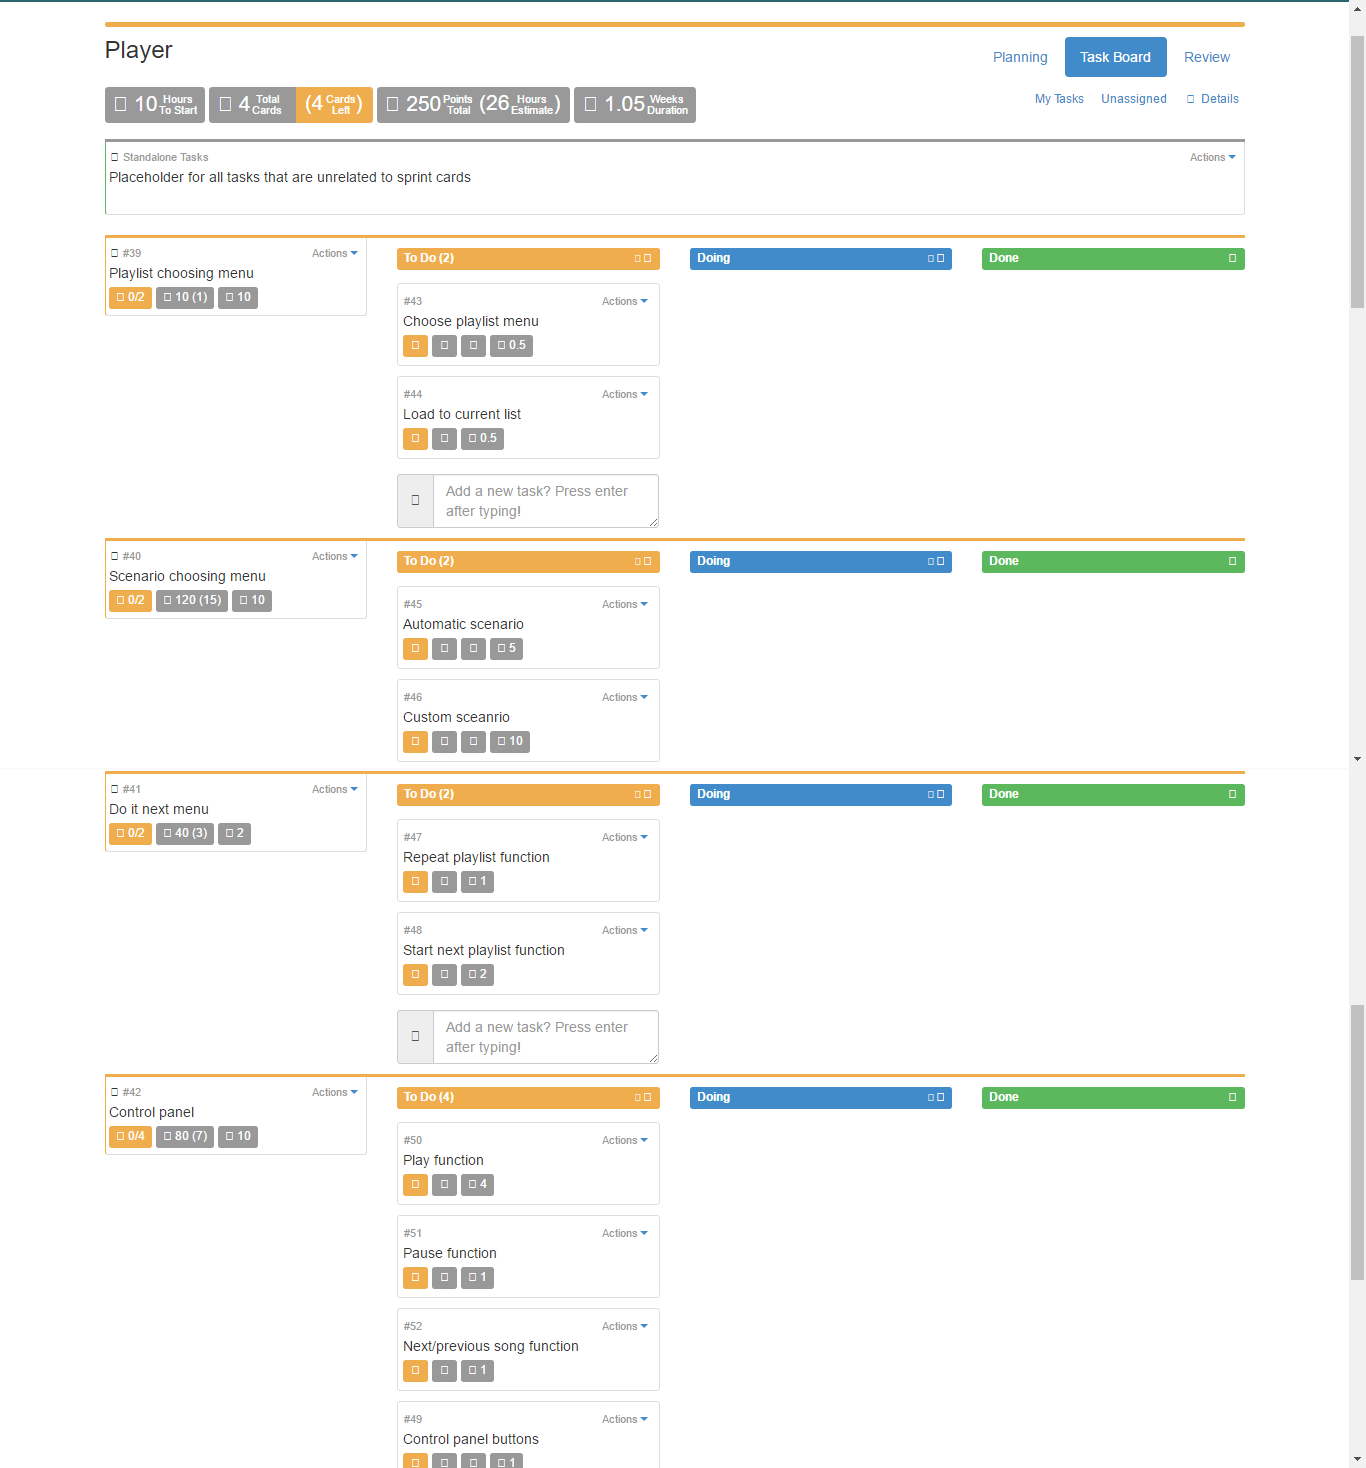 Player
Planning
Task Board
Review
10 Hours To Start
4 Total Cards (4 Cards Left)
250 Points Total (26 Hours Estimate)
1.05 Weeks Duration
My Tasks
Unassigned
Details
Standalone Tasks
Actions
Placeholder for all tasks that are unrelated to sprint cards
#39
Actions
Playlist choosing menu
0/2
10 (1)
10
To Do (2)
Doing
Done
#43
Actions
Choose playlist menu
0.5
#44
Actions
Load to current list
0.5
Add a new task? Press enter
after typing!
#40
Actions
Scenario choosing menu
0/2
120 (15)
10
To Do (2)
Doing
Done
#45
Actions
Automatic scenario
5
#46
Actions
Custom sceanrio
10
#41
Actions
Do it next menu
0/2
40 (3)
2
To Do (2)
Doing
Done
#47
Actions
Repeat playlist function
1
#48
Actions
Start next playlist function
2
Add a new task? Press enter
after typing!
#42
Actions
Control panel
0/4
80 (7)
10
To Do (4)
Doing
Done
#50
Actions
Play function
4
#51
Actions
Pause function
1
#52
Actions
Next/previous song function
1
#49
Actions
Control panel buttons
1